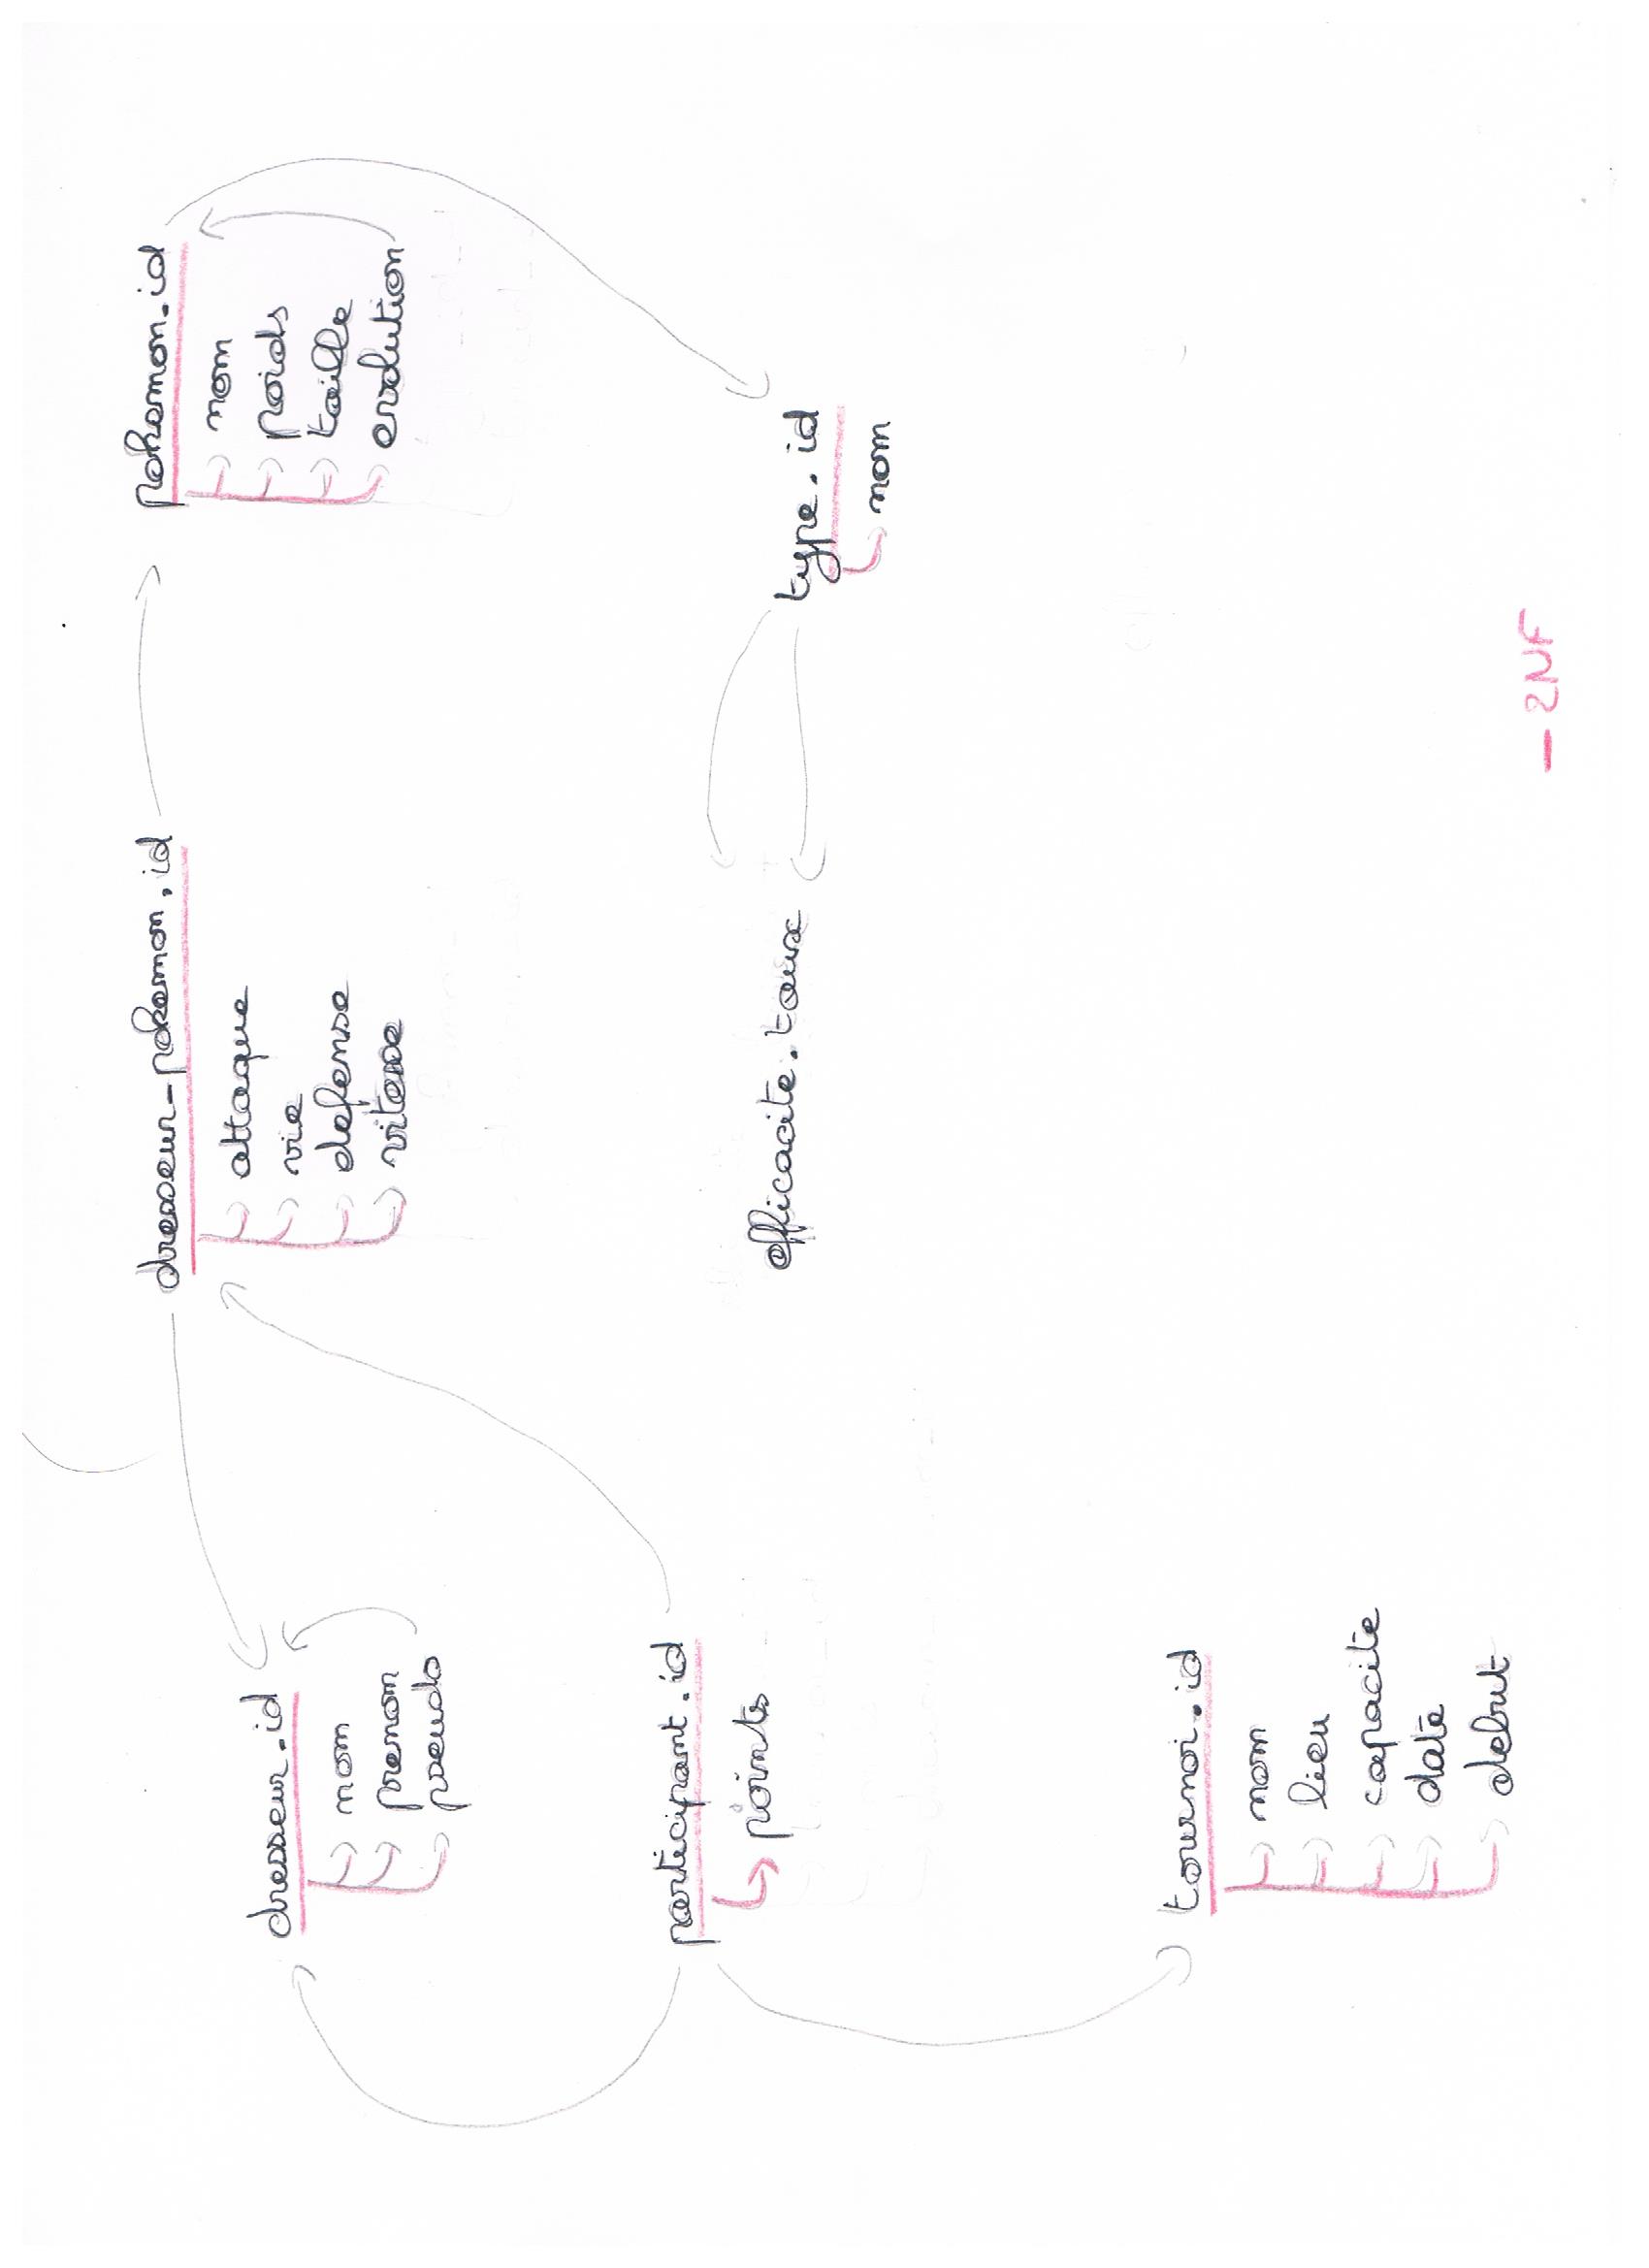 dresseur_pokemon.id
attaque
vie
defense
vitesse
pokemon.id
nom
poids
taille
evolution
dresseur.id
nom
prenom
pseudo
participant.id
points
efficacite.taux
type.id
nom
tournoi.id
nom
lieu
capacite
date
debut
- 2NF